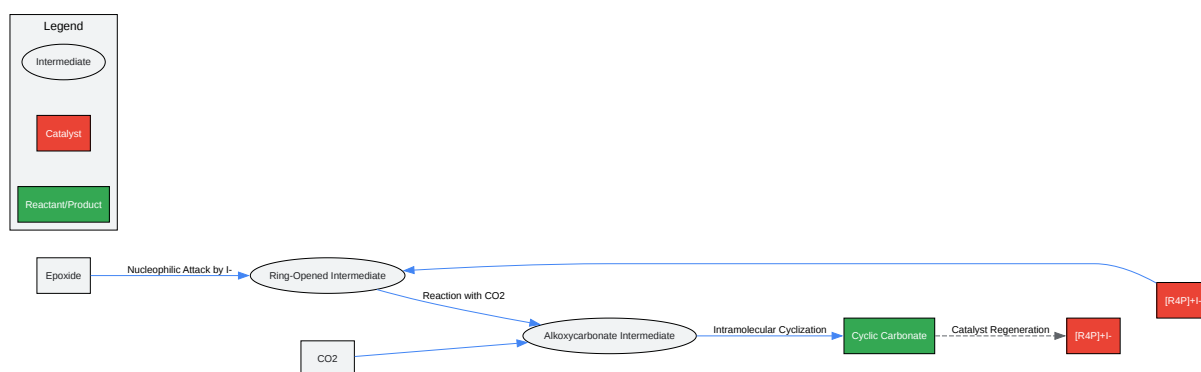 Legend
Intermediate
Catalyst
Reactant/Product
Epoxide
Nucleophilic Attack by I-
Ring-Opened Intermediate
Reaction with CO2
[R4P]+I-
CO2
Alkoxycarbonate Intermediate
Intramolecular Cyclization
Cyclic Carbonate
Catalyst Regeneration
[R4P]+I-